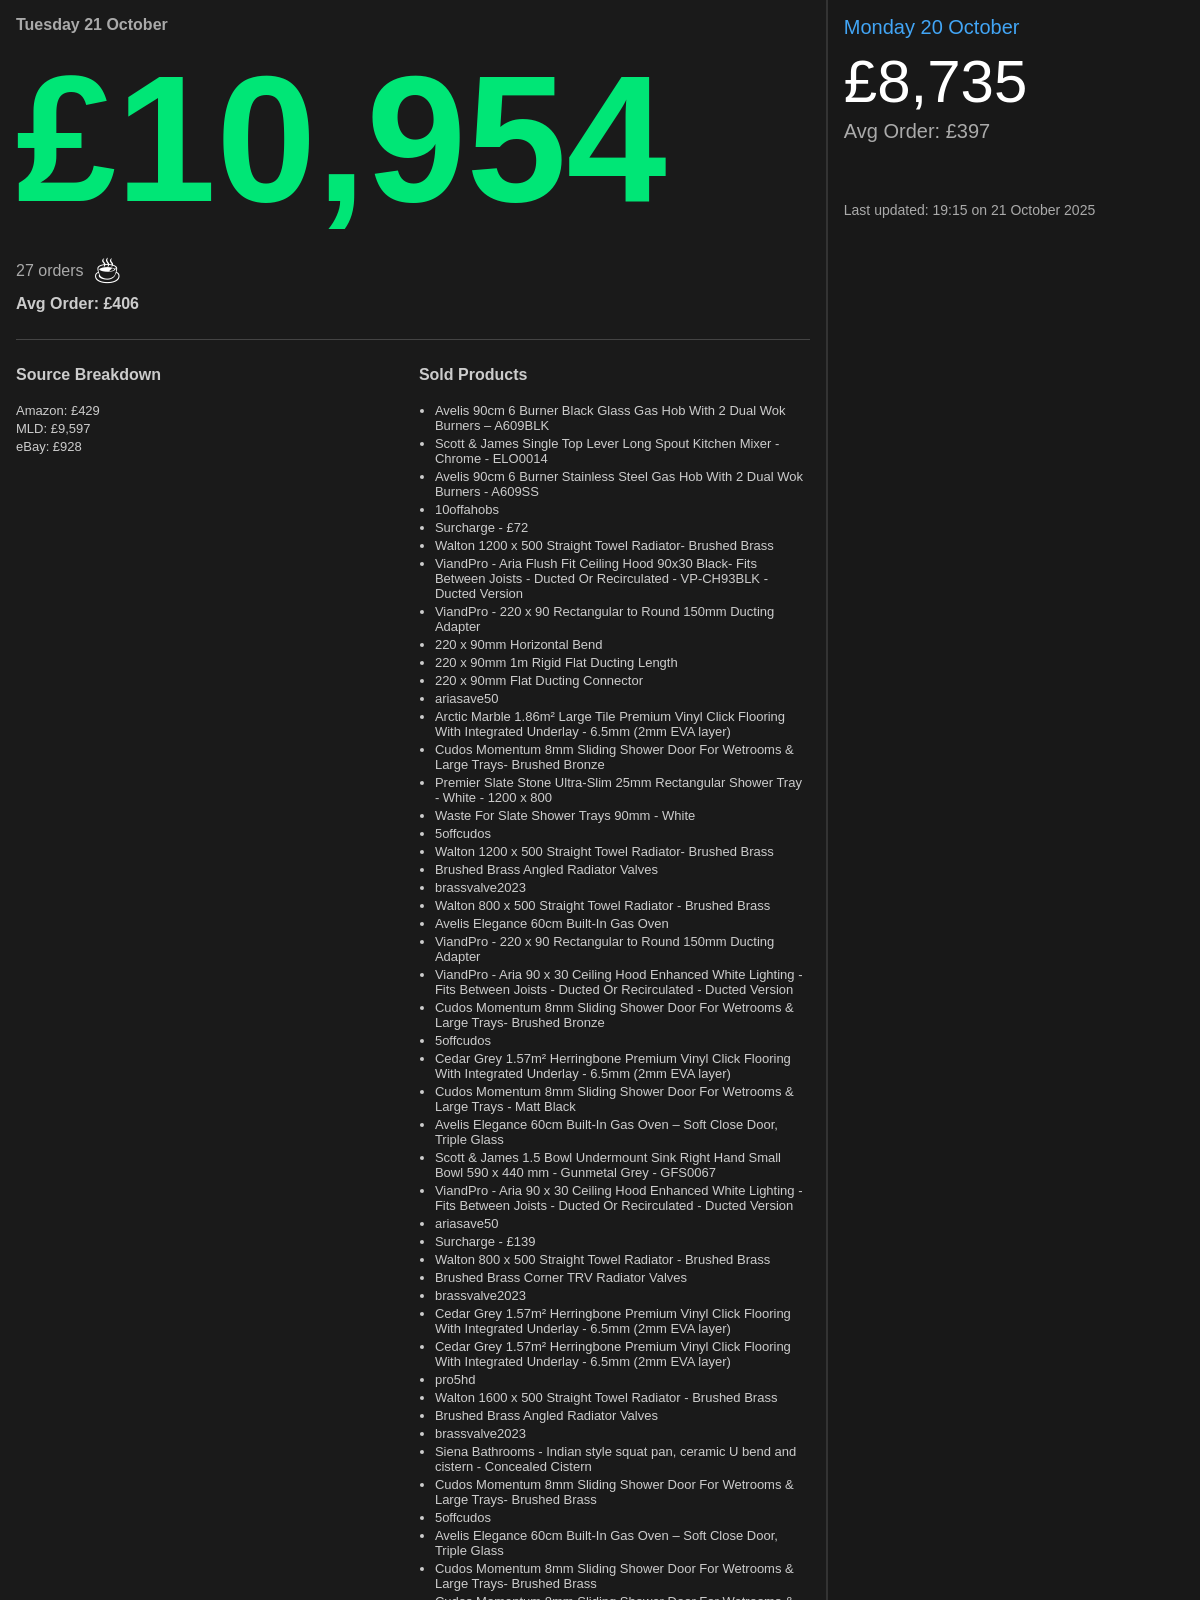 Tuesday 21 October
£10,954
27 orders
Avg Order: £406
Source Breakdown
Amazon: £429
MLD: £9,597
eBay: £928
Sold Products
Avelis 90cm 6 Burner Black Glass Gas Hob With 2 Dual Wok
Burners – A609BLK
Scott & James Single Top Lever Long Spout Kitchen Mixer -
Chrome - ELO0014
Avelis 90cm 6 Burner Stainless Steel Gas Hob With 2 Dual Wok
Burners - A609SS
10offahobs
Surcharge - £72
Walton 1200 x 500 Straight Towel Radiator- Brushed Brass
ViandPro - Aria Flush Fit Ceiling Hood 90x30 Black- Fits
Between Joists - Ducted Or Recirculated - VP-CH93BLK -
Ducted Version
ViandPro - 220 x 90 Rectangular to Round 150mm Ducting
Adapter
220 x 90mm Horizontal Bend
220 x 90mm 1m Rigid Flat Ducting Length
220 x 90mm Flat Ducting Connector
ariasave50
Arctic Marble 1.86m² Large Tile Premium Vinyl Click Flooring
With Integrated Underlay - 6.5mm (2mm EVA layer)
Cudos Momentum 8mm Sliding Shower Door For Wetrooms &
Large Trays- Brushed Bronze
Premier Slate Stone Ultra-Slim 25mm Rectangular Shower Tray
- White - 1200 x 800
Waste For Slate Shower Trays 90mm - White
5offcudos
Walton 1200 x 500 Straight Towel Radiator- Brushed Brass
Brushed Brass Angled Radiator Valves
brassvalve2023
Walton 800 x 500 Straight Towel Radiator - Brushed Brass
Avelis Elegance 60cm Built-In Gas Oven
ViandPro - 220 x 90 Rectangular to Round 150mm Ducting
Adapter
ViandPro - Aria 90 x 30 Ceiling Hood Enhanced White Lighting -
Fits Between Joists - Ducted Or Recirculated - Ducted Version
Cudos Momentum 8mm Sliding Shower Door For Wetrooms &
Large Trays- Brushed Bronze
5offcudos
Cedar Grey 1.57m² Herringbone Premium Vinyl Click Flooring
With Integrated Underlay - 6.5mm (2mm EVA layer)
Cudos Momentum 8mm Sliding Shower Door For Wetrooms &
Large Trays - Matt Black
Avelis Elegance 60cm Built-In Gas Oven – Soft Close Door,
Triple Glass
Scott & James 1.5 Bowl Undermount Sink Right Hand Small
Bowl 590 x 440 mm - Gunmetal Grey - GFS0067
ViandPro - Aria 90 x 30 Ceiling Hood Enhanced White Lighting -
Fits Between Joists - Ducted Or Recirculated - Ducted Version
ariasave50
Surcharge - £139
Walton 800 x 500 Straight Towel Radiator - Brushed Brass
Brushed Brass Corner TRV Radiator Valves
brassvalve2023
Cedar Grey 1.57m² Herringbone Premium Vinyl Click Flooring
With Integrated Underlay - 6.5mm (2mm EVA layer)
Cedar Grey 1.57m² Herringbone Premium Vinyl Click Flooring
With Integrated Underlay - 6.5mm (2mm EVA layer)
pro5hd
Walton 1600 x 500 Straight Towel Radiator - Brushed Brass
Brushed Brass Angled Radiator Valves
brassvalve2023
Siena Bathrooms - Indian style squat pan, ceramic U bend and
cistern - Concealed Cistern
Cudos Momentum 8mm Sliding Shower Door For Wetrooms &
Large Trays- Brushed Brass
5offcudos
Avelis Elegance 60cm Built-In Gas Oven – Soft Close Door,
Triple Glass
Cudos Momentum 8mm Sliding Shower Door For Wetrooms &
Large Trays- Brushed Brass
Monday 20 October
£8,735
Avg Order: £397
Last updated: 19:15 on 21 October 2025